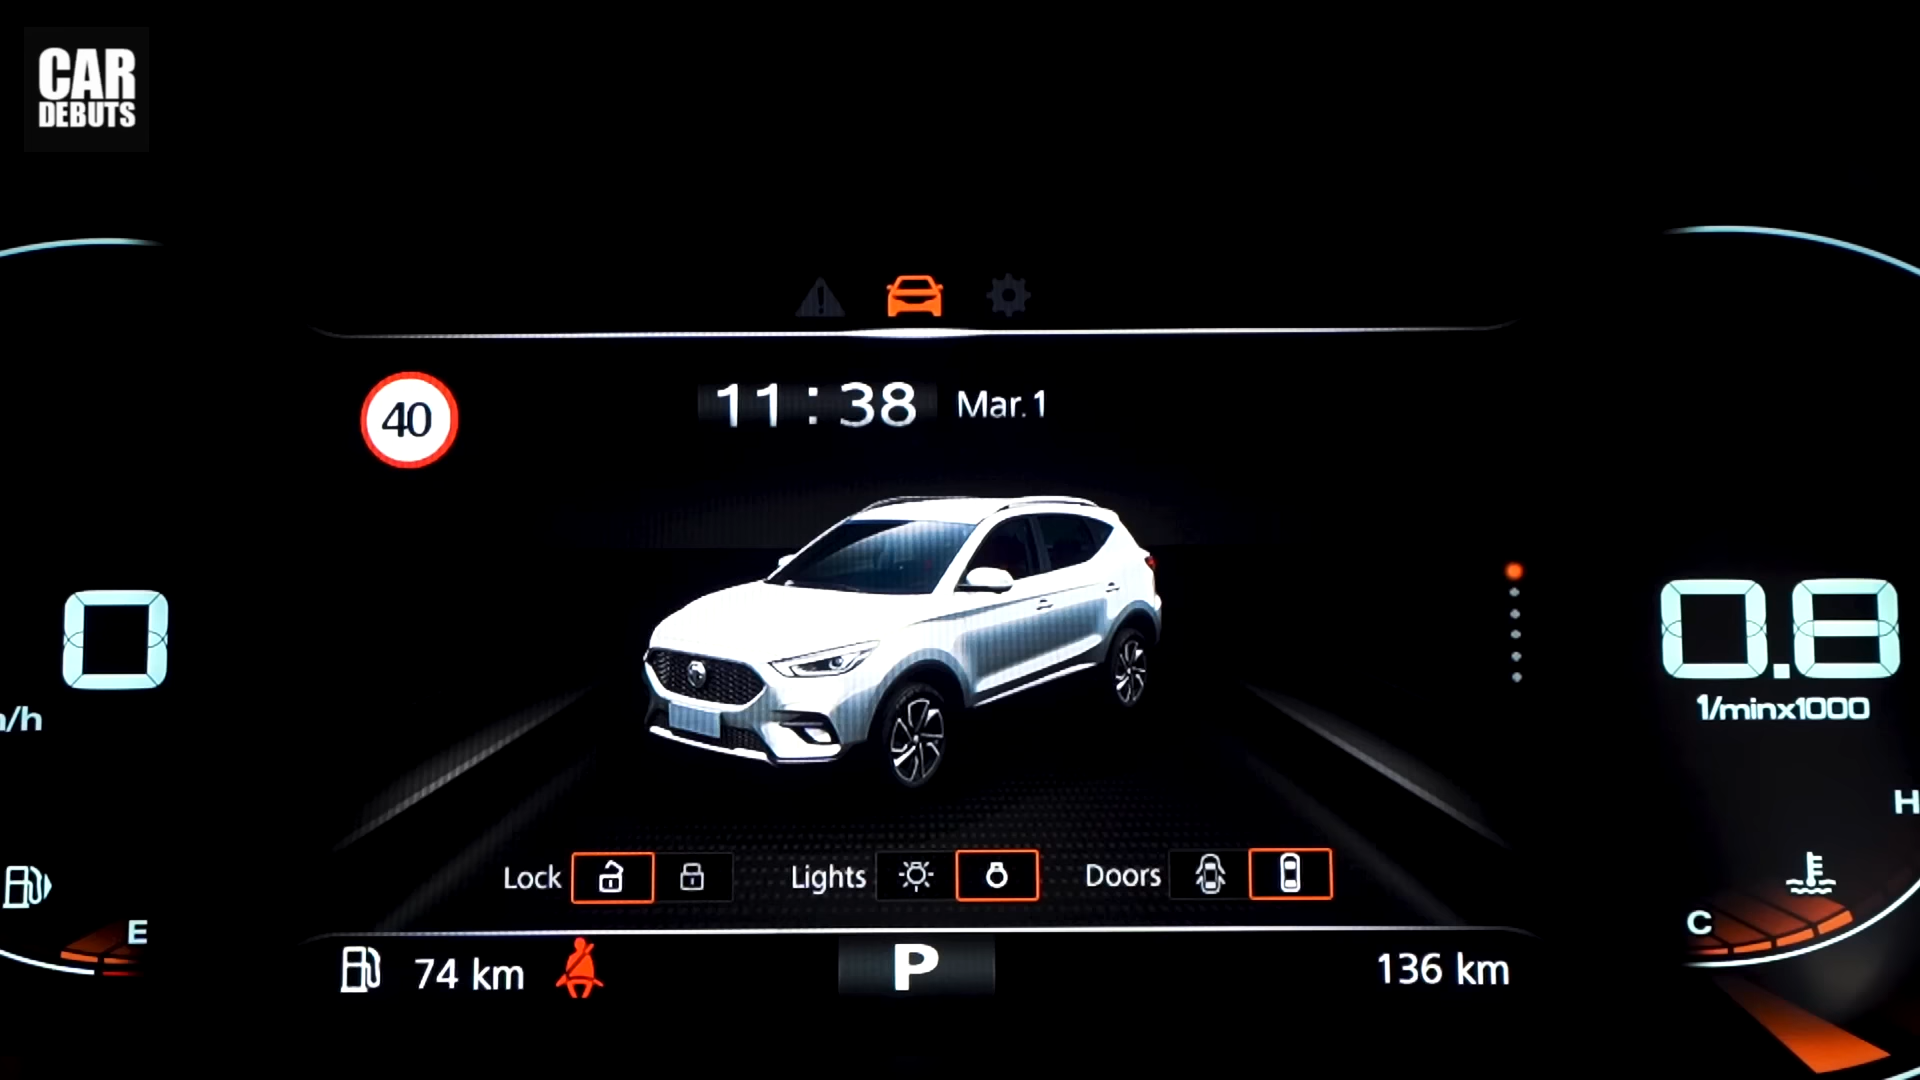 CAR
DEBUTS
40
11:38 Mar.1
0
0.8
/h
1/minx1000
H
Lock
Lights
Doors
E
C
74 km
P
136 km